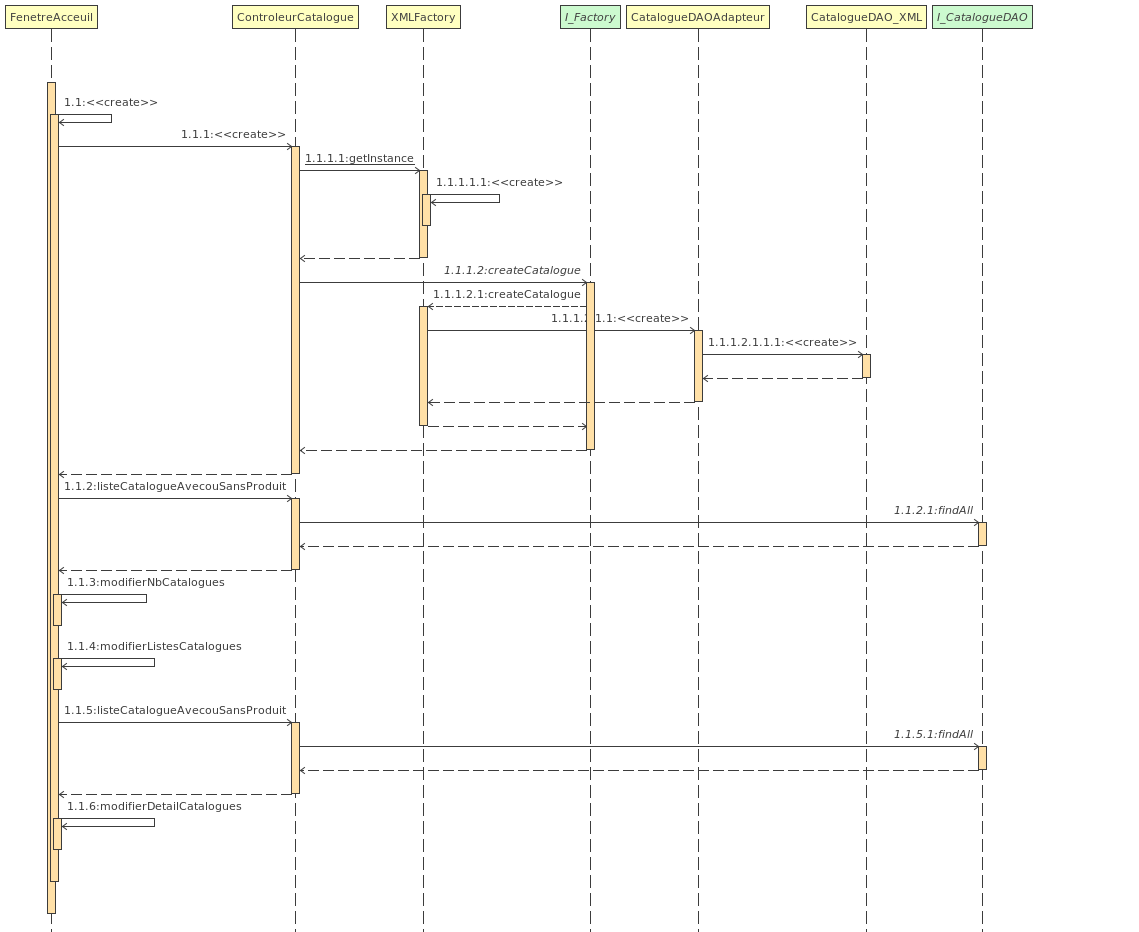 FenetreAcceuil
ControleurCatalogue
XMLFactory
I_Factory
CatalogueDAOAdapteur
CatalogueDAO_XML
I_CatalogueDAO
1.1:<<create>>
1.1.1:<<create>>
1.1.1.1:getInstance
1.1.1.1.1:<<create>>
1.1.1.2:createCatalogue
1.1.1.2.1:createCatalogue
1.1.1.2.1.1:<<create>>
1.1.1.2.1.1.1:<<create>>
1.1.2:listeCatalogueAvecouSansProduit
1.1.2.1:findAll
1.1.3:modifierNbCatalogues
1.1.4:modifierListesCatalogues
1.1.5:listeCatalogueAvecouSansProduit
1.1.5.1:findAll
1.1.6:modifierDetailCatalogues